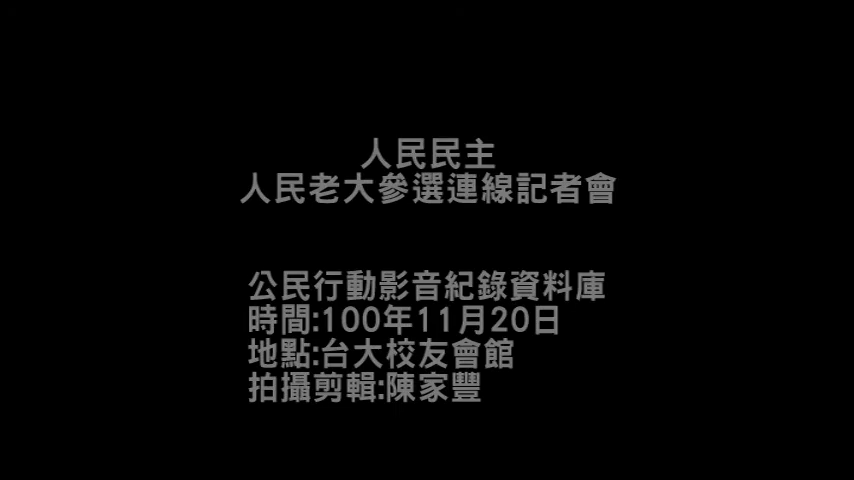 人民民主
人民老大參選連線記者會
公民行動影音紀錄資料庫
時間:100年11月20日
地點:台大校友會館
拍攝剪輯:陳家豐